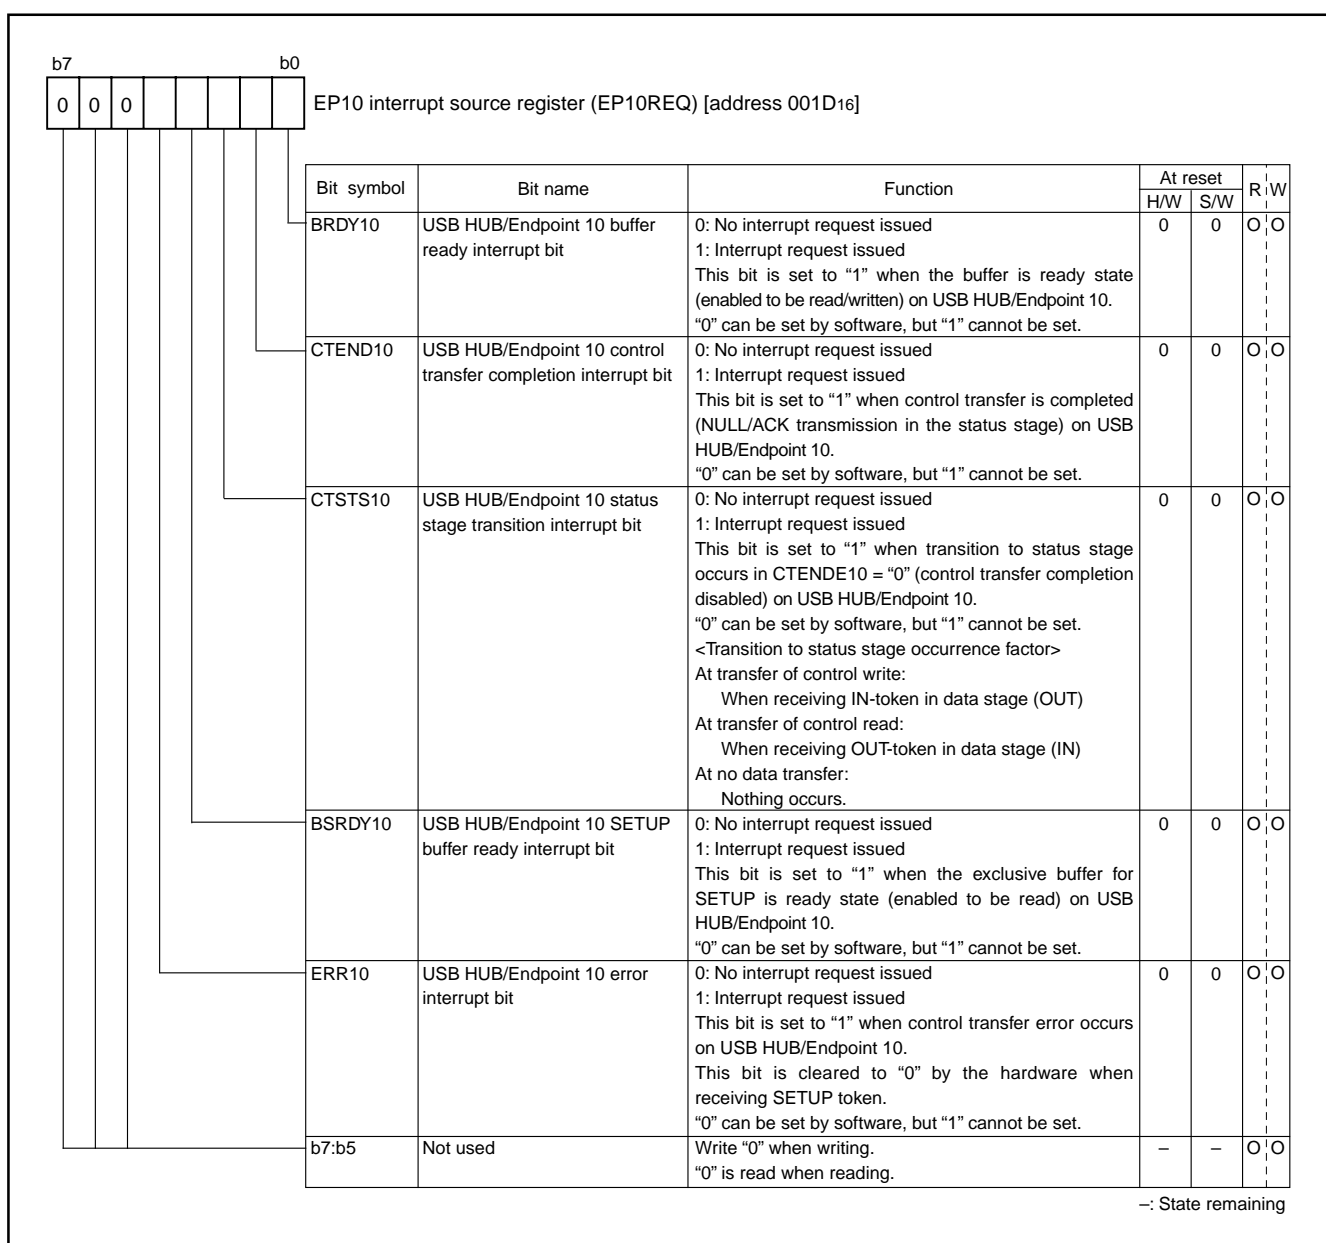 b7 b0
0 0 0
EP10 interrupt source register (EP10REQ) [address 001D16]
Bit symbol Bit name Function At reset R W
H/W S/W
BRDY10 USB HUB/Endpoint 10 buffer 0: No interrupt request issued 0 0 O O
ready interrupt bit 1: Interrupt request issued
This bit is set to “1” when the buffer is ready state
(enabled to be read/written) on USB HUB/Endpoint 10.
“0” can be set by software, but “1” cannot be set.
CTEND10 USB HUB/Endpoint 10 control 0: No interrupt request issued 0 0 O O
transfer completion interrupt bit 1: Interrupt request issued
This bit is set to “1” when control transfer is completed
(NULL/ACK transmission in the status stage) on USB
HUB/Endpoint 10.
“0” can be set by software, but “1” cannot be set.
CTSTS10 USB HUB/Endpoint 10 status 0: No interrupt request issued 0 0 O O
stage transition interrupt bit 1: Interrupt request issued
This bit is set to “1” when transition to status stage
occurs in CTENDE10 = “0” (control transfer completion
disabled) on USB HUB/Endpoint 10.
“0” can be set by software, but “1” cannot be set.
<Transition to status stage occurrence factor>
At transfer of control write:
When receiving IN-token in data stage (OUT)
At transfer of control read:
When receiving OUT-token in data stage (IN)
At no data transfer:
Nothing occurs.
BSRDY10 USB HUB/Endpoint 10 SETUP 0: No interrupt request issued 0 0 O O
buffer ready interrupt bit 1: Interrupt request issued
This bit is set to “1” when the exclusive buffer for
SETUP is ready state (enabled to be read) on USB
HUB/Endpoint 10.
“0” can be set by software, but “1” cannot be set.
ERR10 USB HUB/Endpoint 10 error 0: No interrupt request issued 0 0 O O
interrupt bit 1: Interrupt request issued
This bit is set to “1” when control transfer error occurs
on USB HUB/Endpoint 10.
This bit is cleared to “0” by the hardware when
receiving SETUP token.
“0” can be set by software, but “1” cannot be set.
b7:b5 Not used Write “0” when writing. – – O O
“0” is read when reading.
–: State remaining